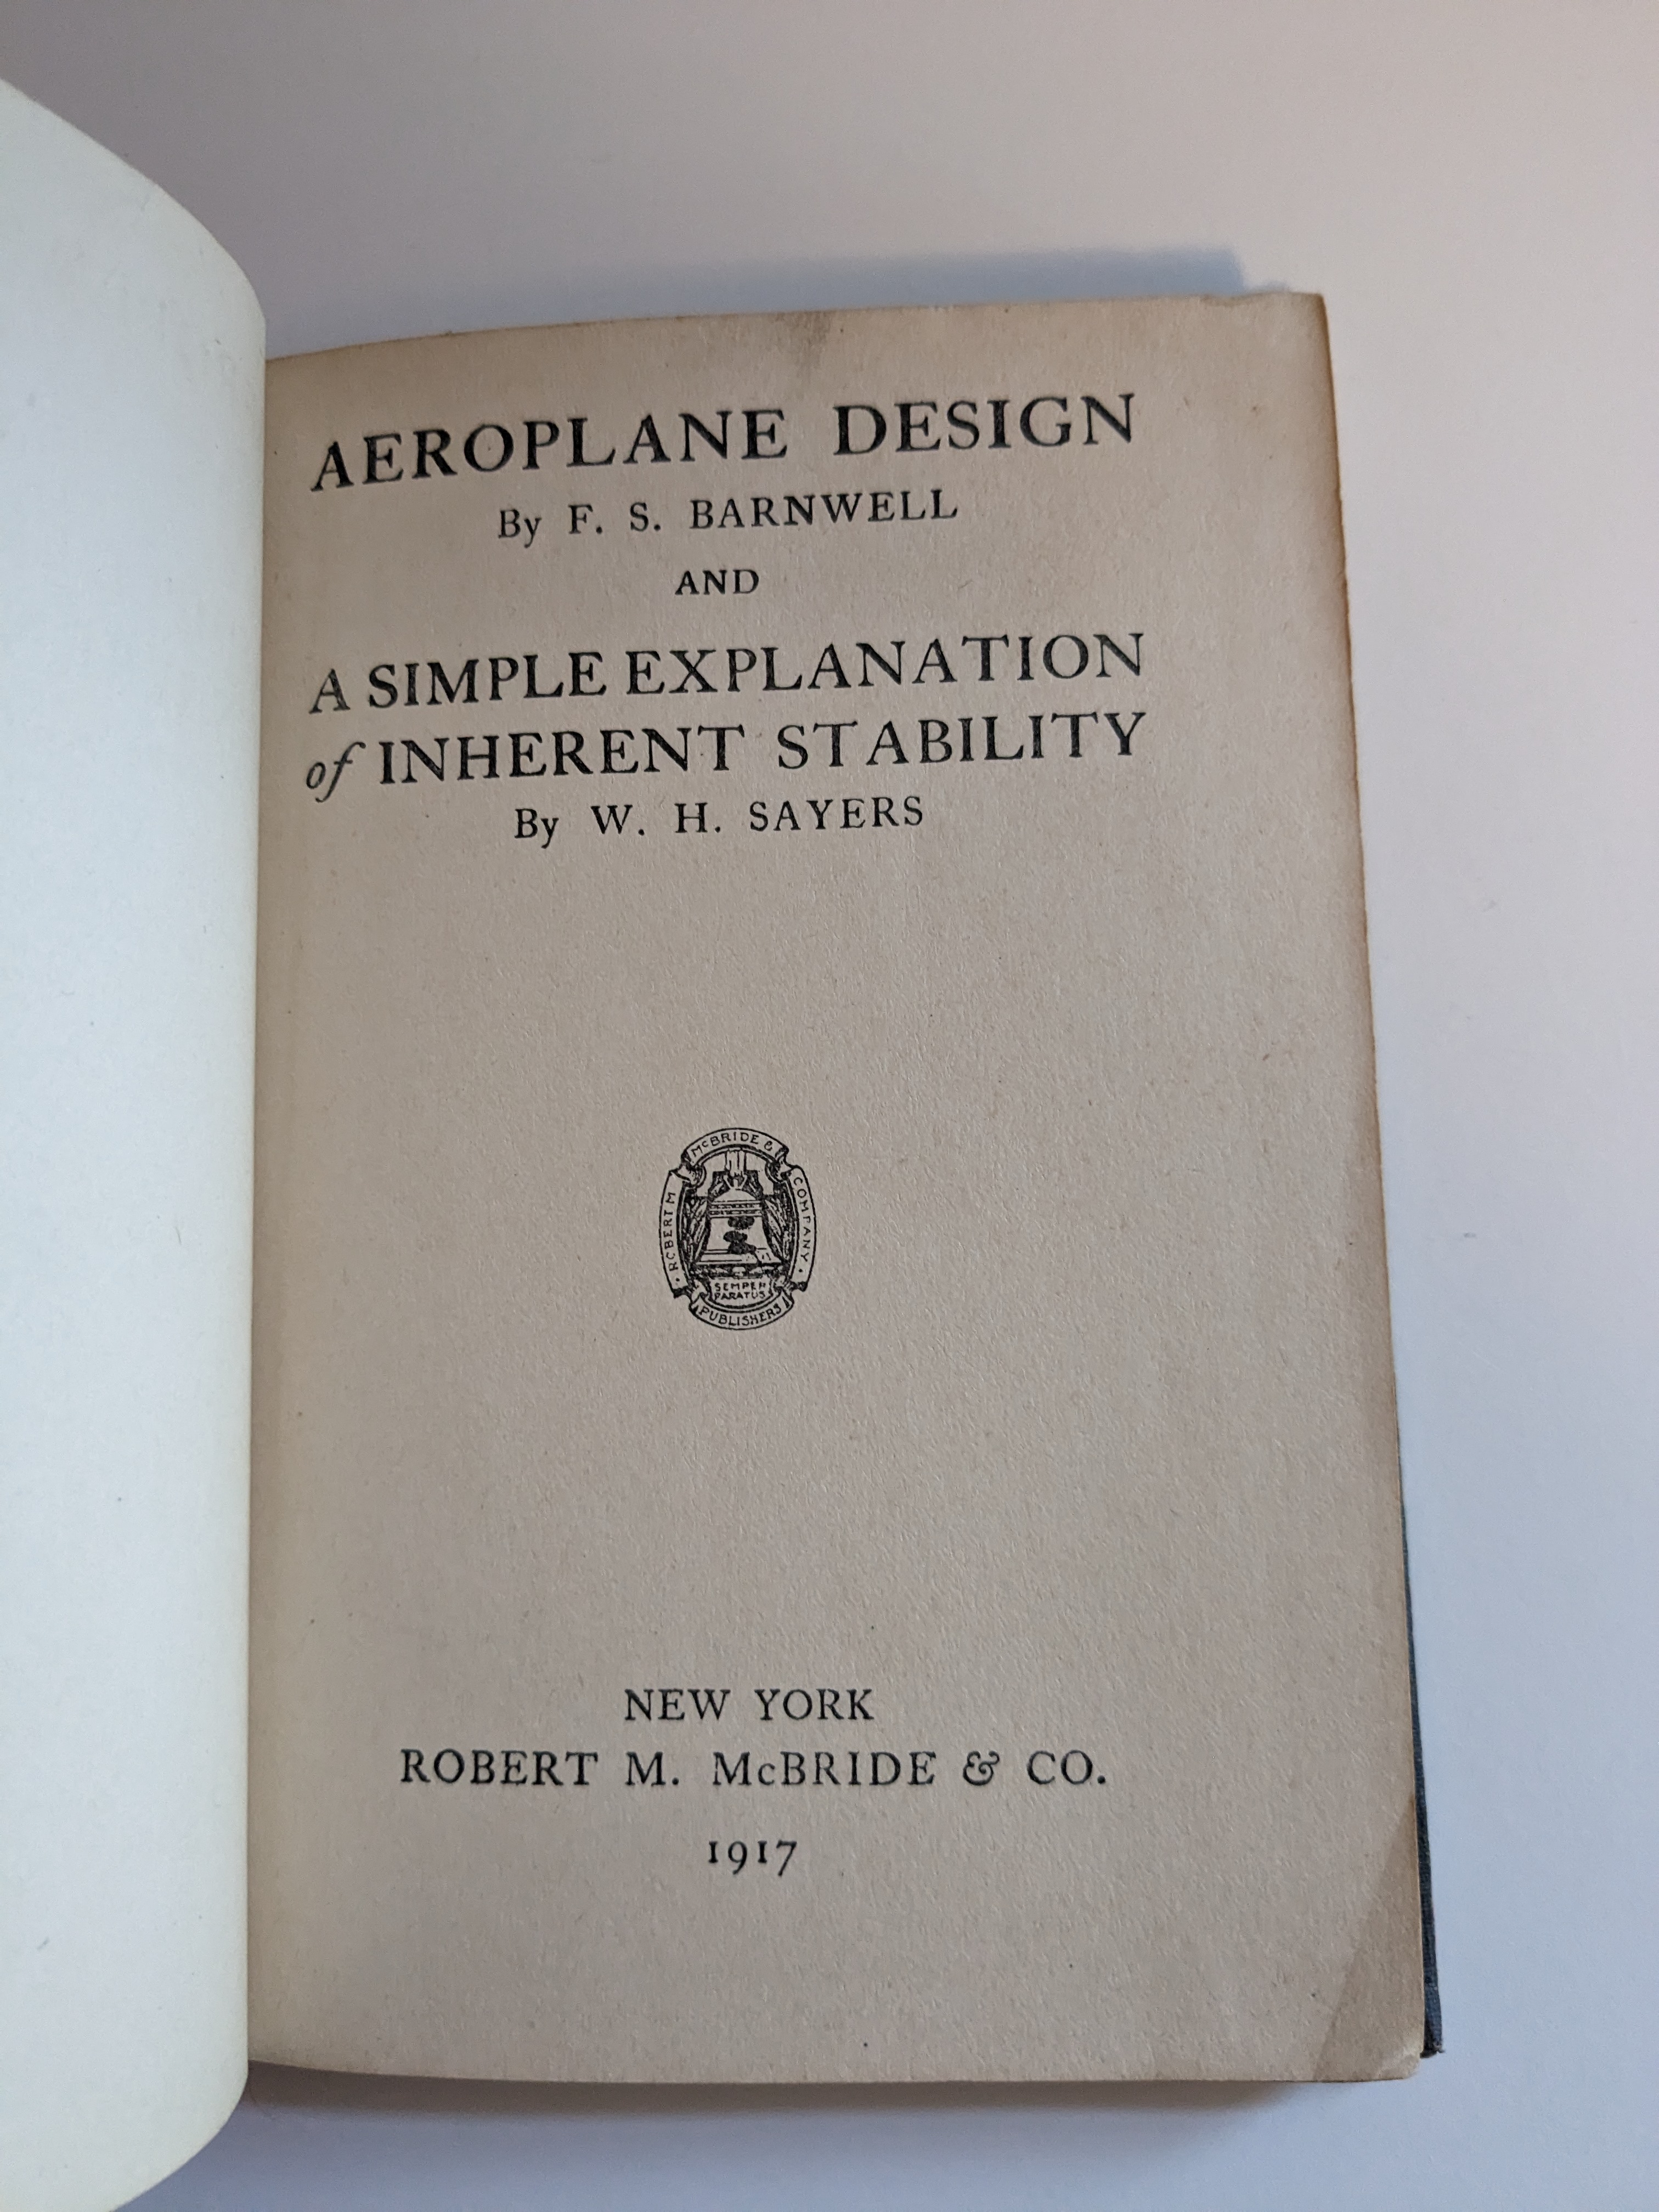 AEROPLANE DESIGN
By F. S. BARNWELL
AND
A SIMPLE EXPLANATION
of INHERENT STABILITY
By W. H. SAYERS
ROBERT M McBRIDE & COMPANY
SEMPER
PARATUS
PUBLISHERS
NEW YORK
ROBERT M. McBRIDE & CO.
1917